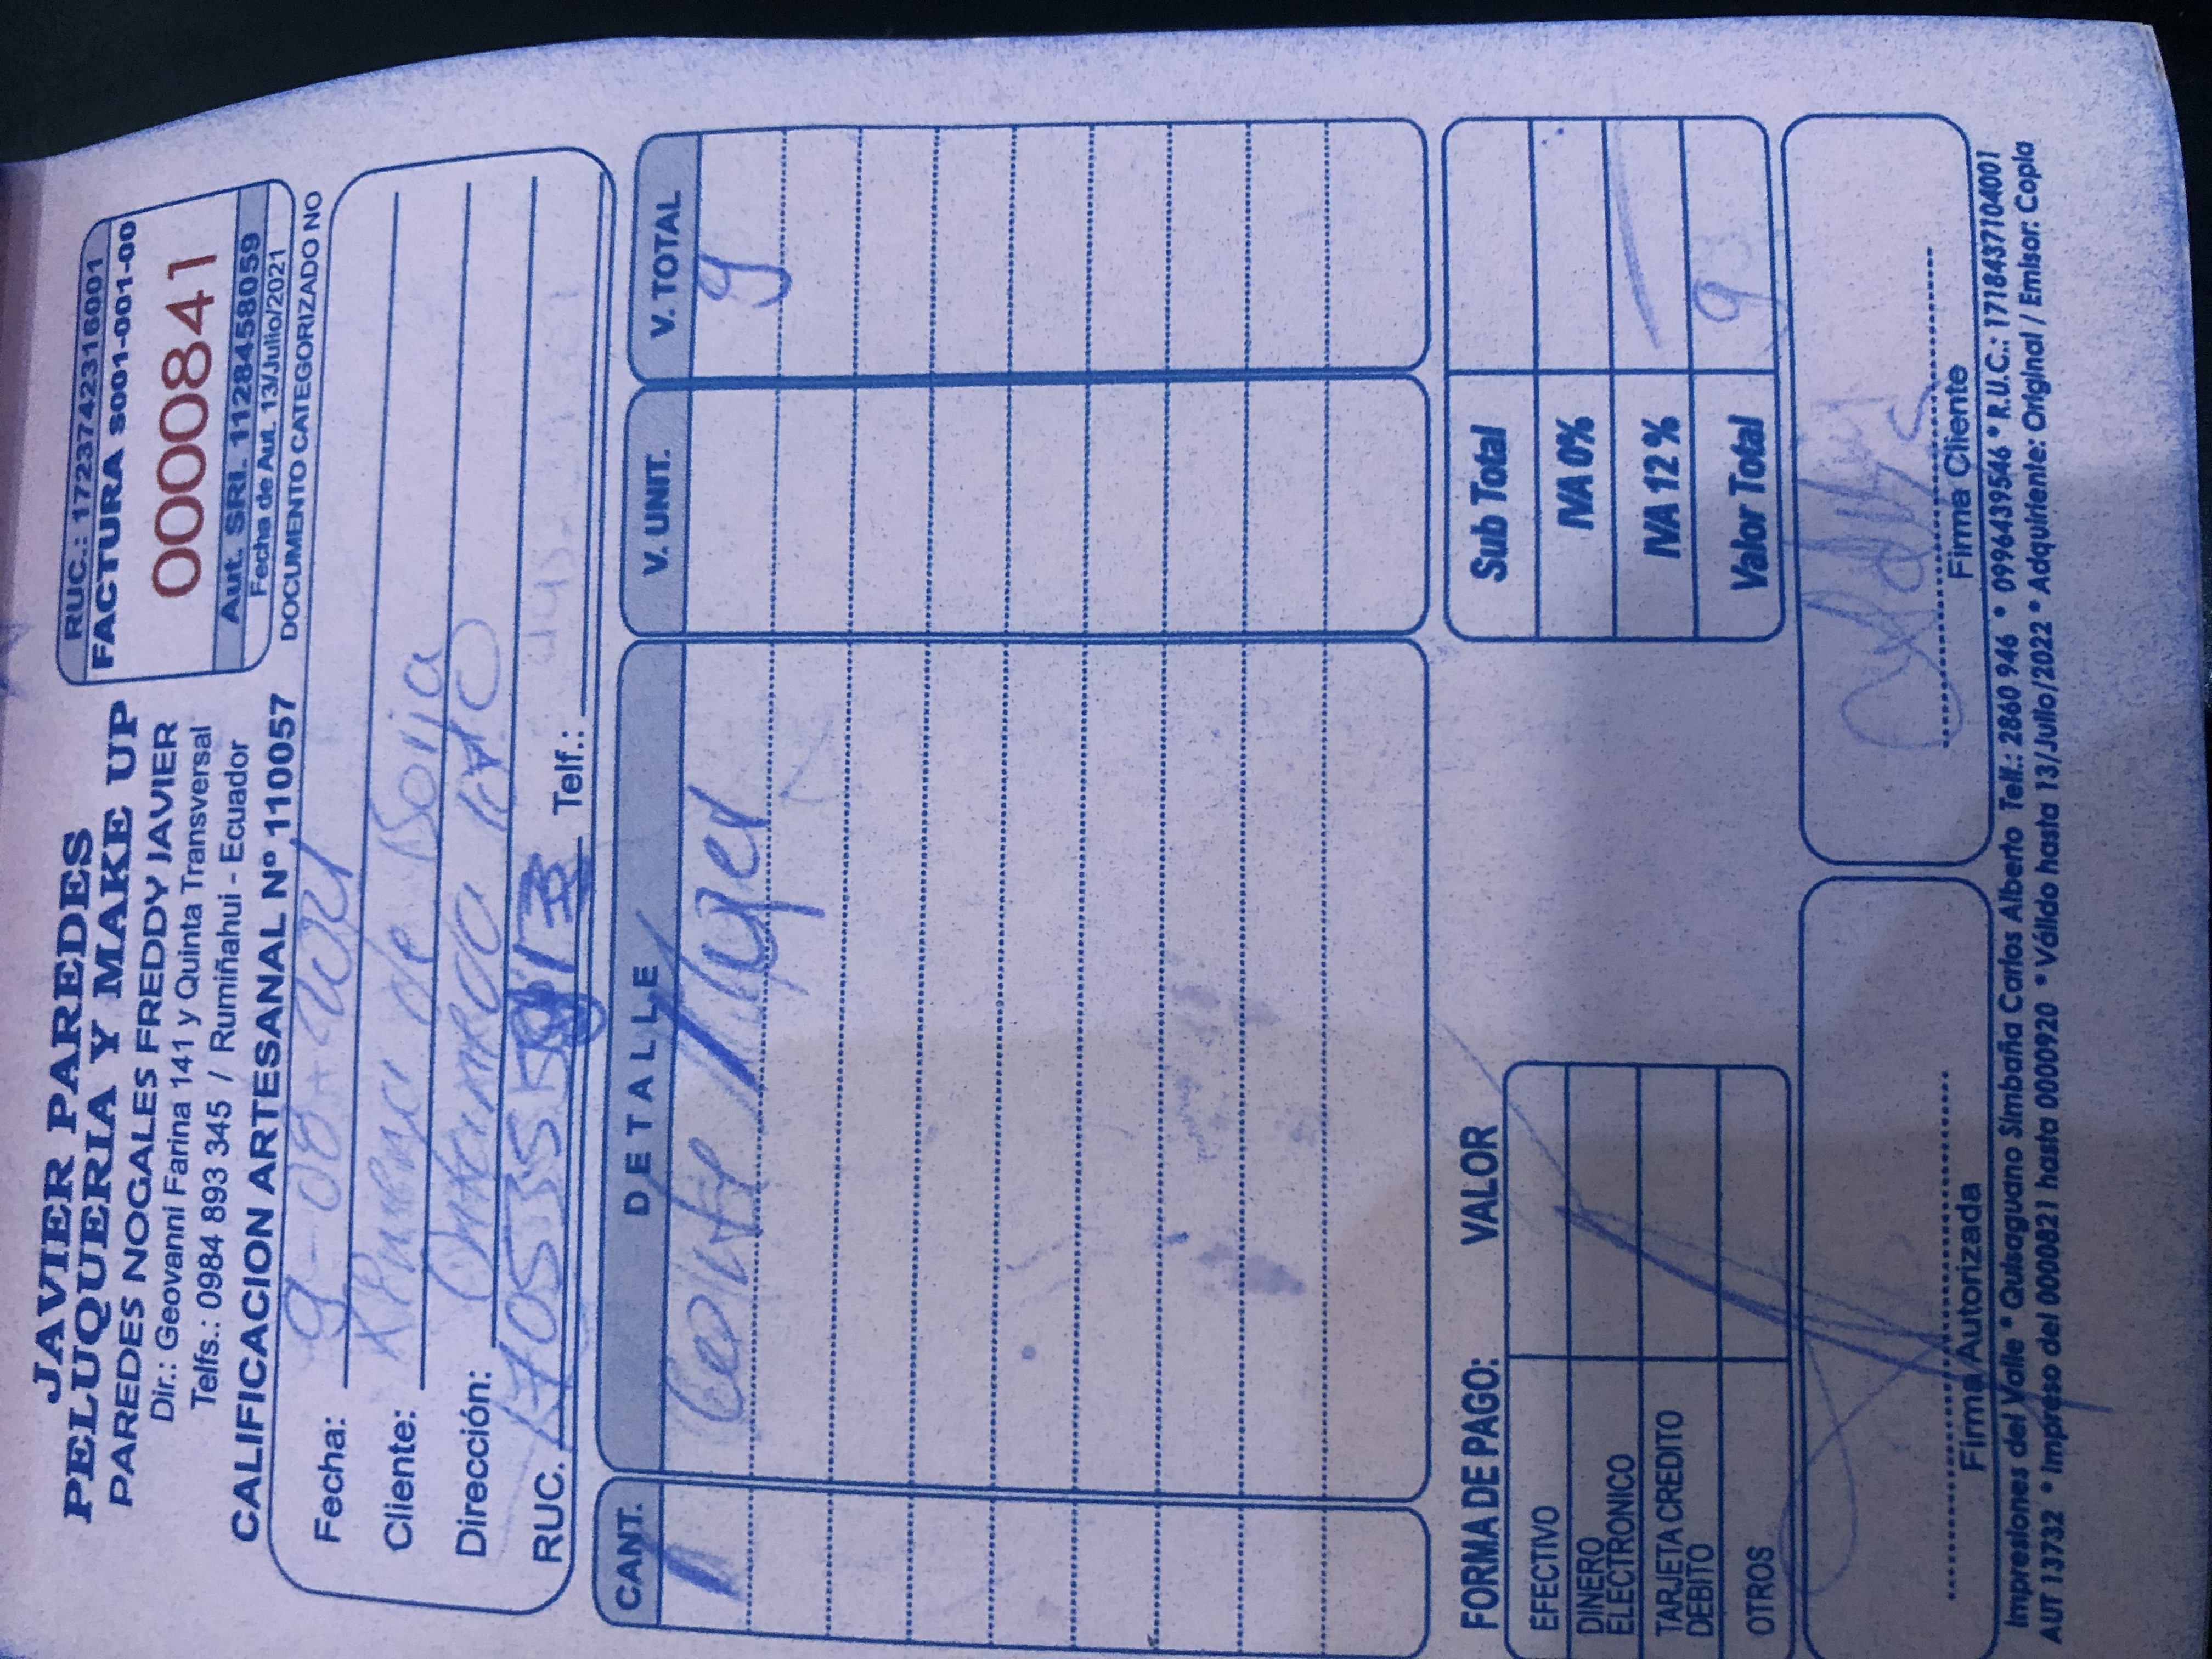 JAVIER PAREDES
PELUQUERIA Y MAKE UP
PAREDES NOGALES FREDDY JAVIER
Dir.: Geovanni Farina 141 y Quinta Transversal
Telfs.: 0984 893 345 / Rumiñahui - Ecuador
CALIFICACION ARTESANAL Nº 110057
RUC.: 1723742316001
FACTURA S001-001-00
0000841
Aut. SRI. 1128458059
Fecha de Aut. 13/Julio/2021
DOCUMENTO CATEGORIZADO NO
Fecha: 9-08-2021
Cliente: Ximena de Borja
Dirección: Ontaneda
RUC. Telf.:
CANT. DETALLE V. UNIT. V. TOTAL
1 Corte Mujer 9
FORMA DE PAGO: VALOR
EFECTIVO
DINERO
ELECTRONICO
TARJETA CREDITO
DEBITO
OTROS
Sub Total
IVA 0%
IVA 12 %
Valor Total 9
Firma Autorizada
Firma Cliente
Impresiones del Valle * Quisaguano Simbaña Carlos Alberto Telf.: 2860 946 * 0996439546 * R.U.C.: 1718437104001
AUT 13732 * Impreso del 0000821 hasta 0000920 * Válido hasta 13/Julio/2022 * Adquiriente: Original / Emisor: Copia